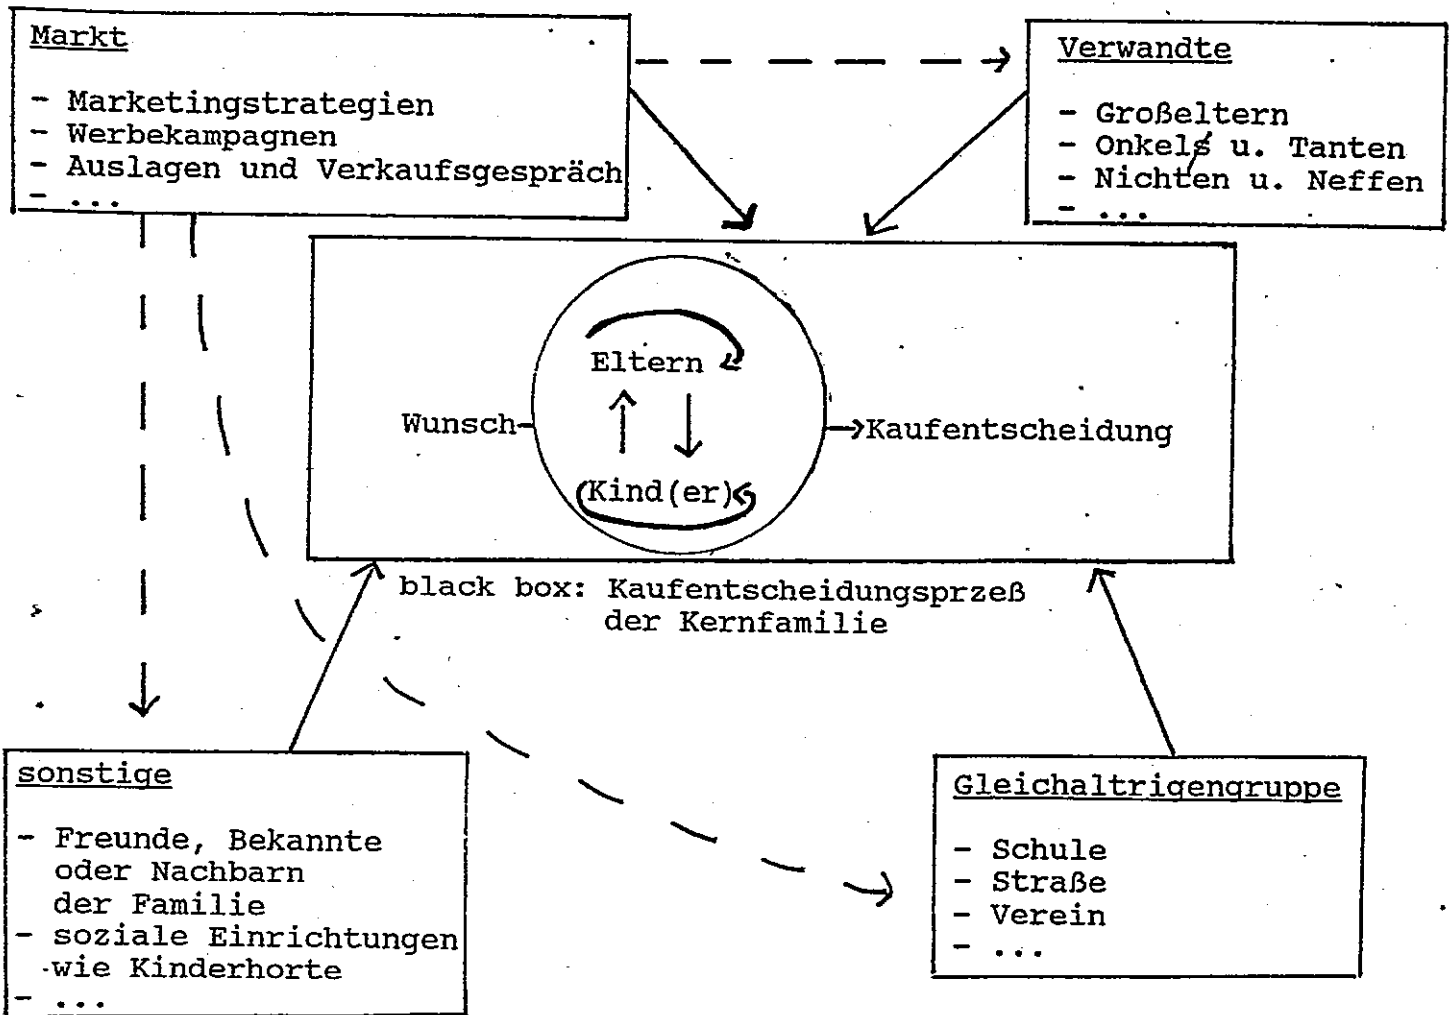 Markt
- Marketingstrategien
- Werbekampagnen
- Auslagen und Verkaufsgespräch
- ...
Verwandte
- Großeltern
- Onkels u. Tanten
- Nichten u. Neffen
- ...
Eltern
Wunsch
Kaufentscheidung
Kind(er)
black box: Kaufentscheidungsprzeß
der Kernfamilie
sonstige
- Freunde, Bekannte
oder Nachbarn
der Familie
- soziale Einrichtungen
wie Kinderhorte
- ...
Gleichaltrigengruppe
- Schule
- Straße
- Verein
- ...